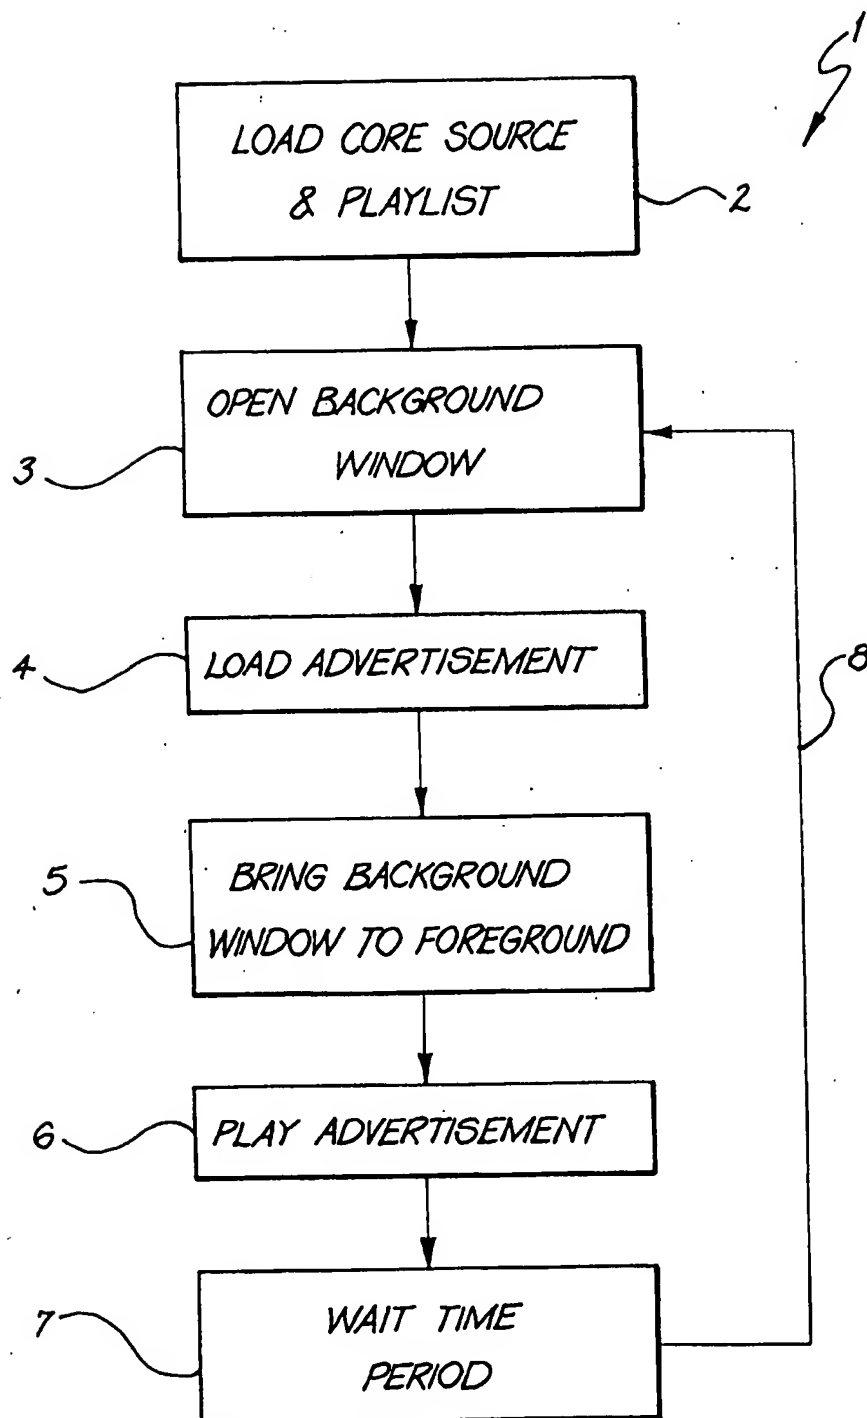 1
LOAD CORE SOURCE
& PLAYLIST
2
OPEN BACKGROUND
WINDOW
3
LOAD ADVERTISEMENT
4
8
BRING BACKGROUND
WINDOW TO FOREGROUND
5
PLAY ADVERTISEMENT
6
WAIT TIME
PERIOD
7